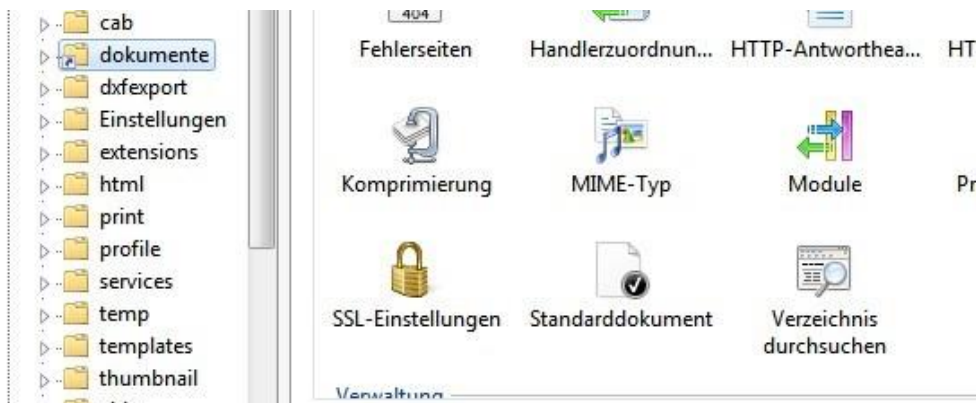 cab
dokumente
dxfexport
Einstellungen
extensions
html
print
profile
services
temp
templates
thumbnail
404
Fehlerseiten
Handlerzuordnun...
HTTP-Antworthea...
HT
Komprimierung
MIME-Typ
Module
Pr
SSL-Einstellungen
Standarddokument
Verzeichnis
durchsuchen
Verwaltung